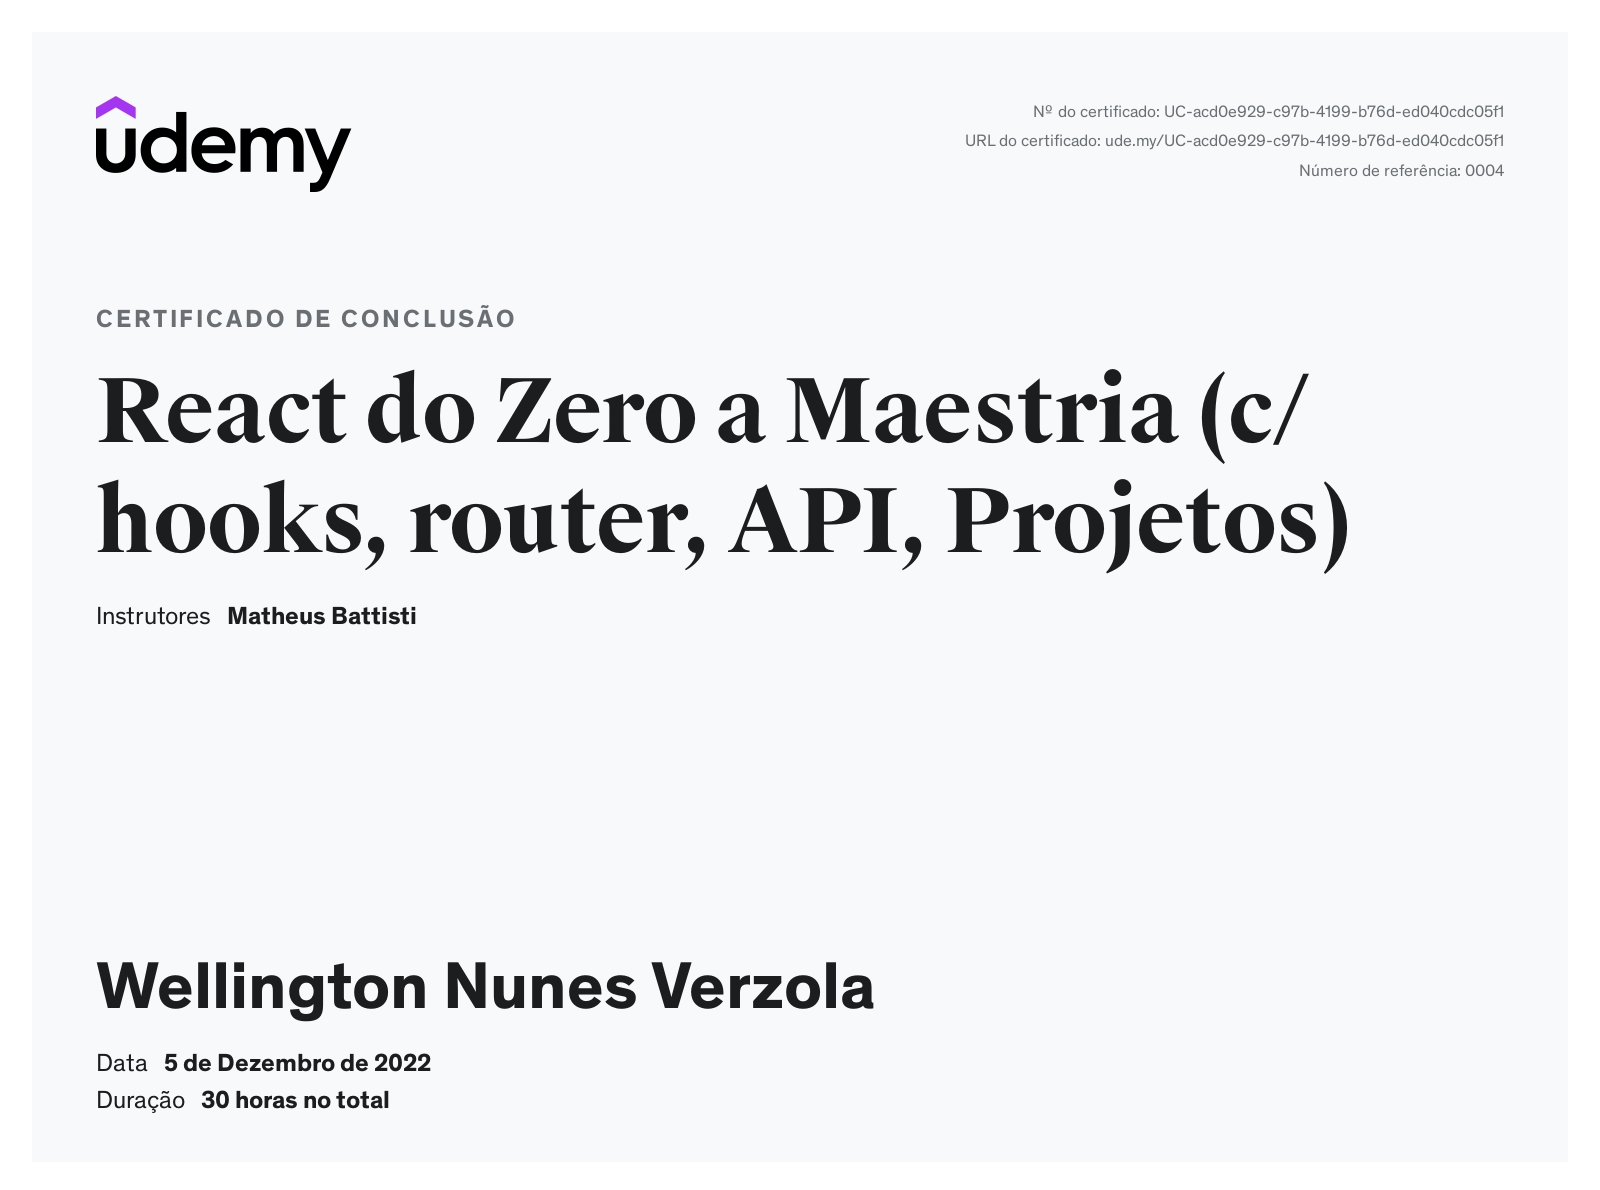 udemy
Nº do certificado: UC-acd0e929-c97b-4199-b76d-ed040cdc05f1
URL do certificado: ude.my/UC-acd0e929-c97b-4199-b76d-ed040cdc05f1
Número de referência: 0004
CERTIFICADO DE CONCLUSÃO
React do Zero a Maestria (c/
hooks, router, API, Projetos)
Instrutores Matheus Battisti
Wellington Nunes Verzola
Data 5 de Dezembro de 2022
Duração 30 horas no total